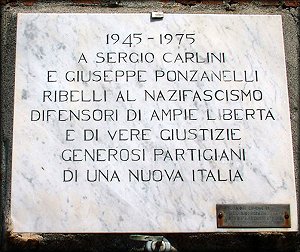 1945-1975
A SERGIO CARLINI
E GIUSEPPE PONZANELLI
RIBELLI AL NAZIFASCISMO
DIFENSORI DI AMPIE LIBERTÀ
E DI VERE GIUSTIZIE
GENEROSI PARTIGIANI
DI UNA NUOVA ITALIA